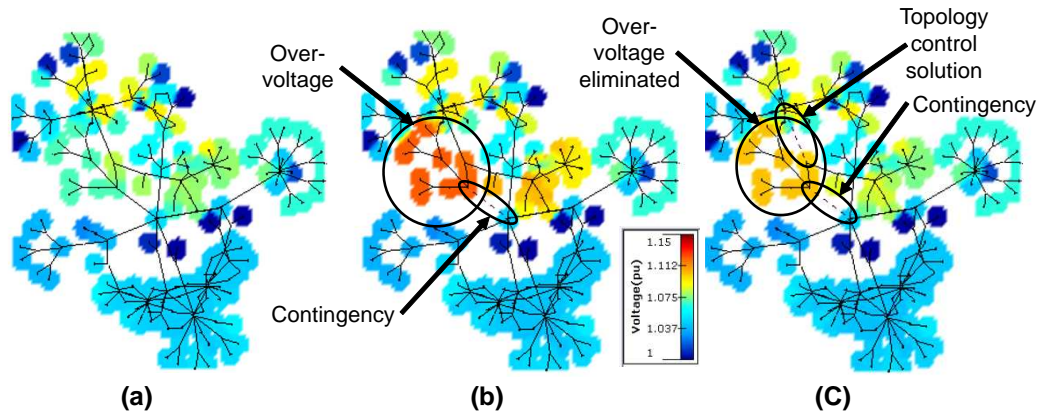 Over-
voltage
Contingency
Over-
voltage
eliminated
Topology
control
solution
Contingency
Voltage(pu)
1.15
1.112
1.075
1.037
1
(a)
(b)
(C)